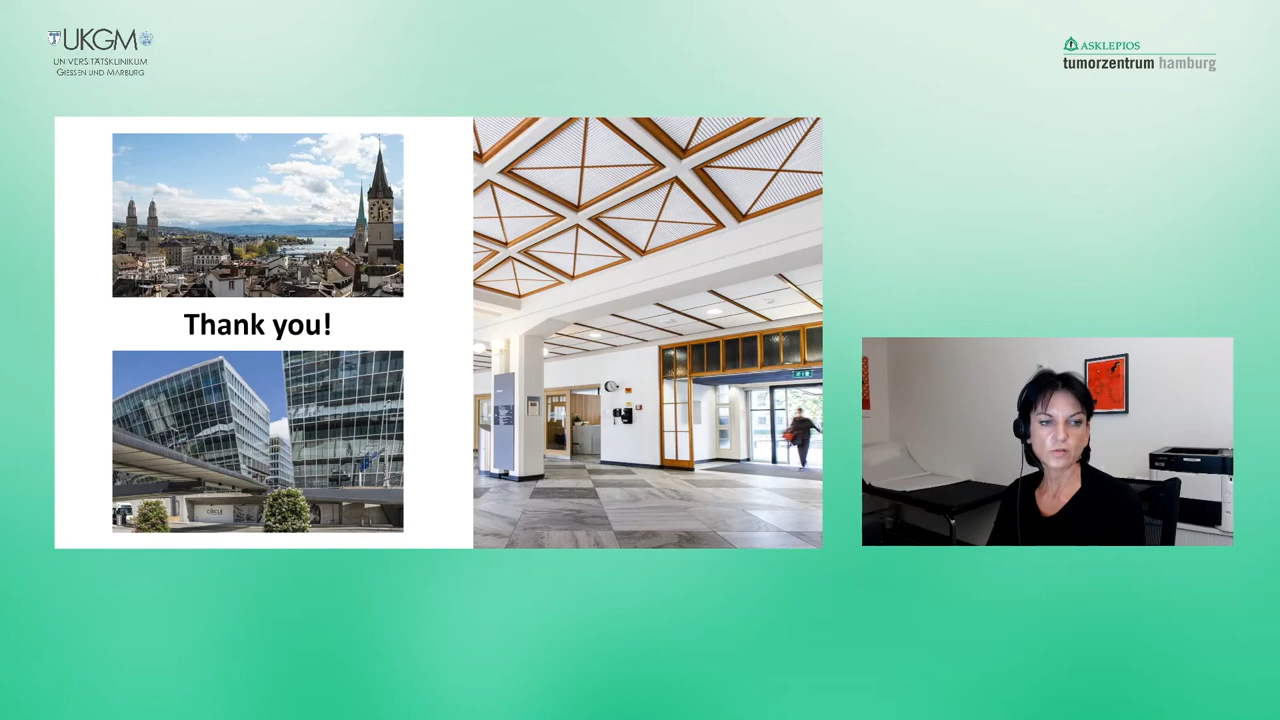 UKGM
UNIVERSITÄTSKLINIKUM
GIESSEN UND MARBURG
ASKLEPIOS
tumorzentrum hamburg
Thank you!
CIRCLE